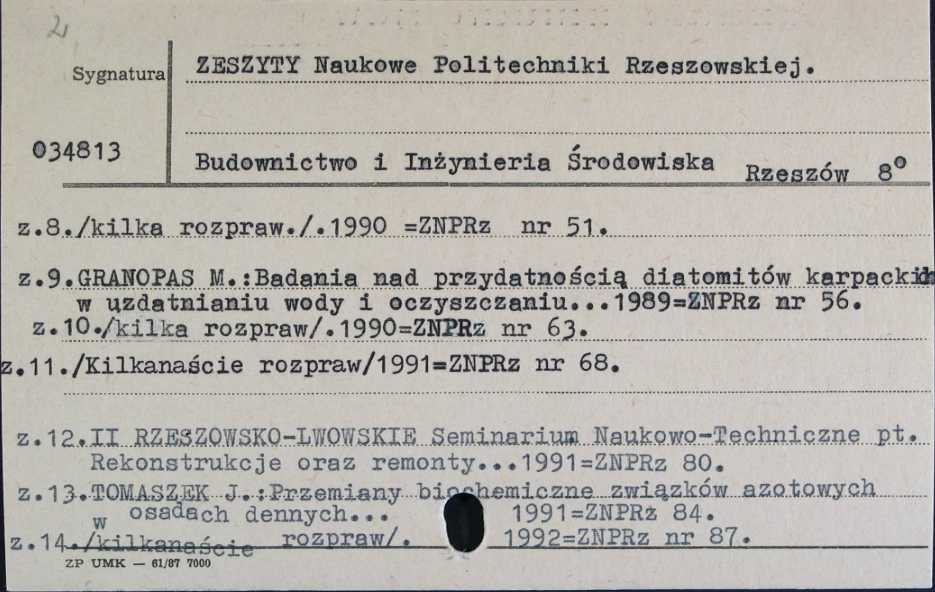 2
Sygnatura
ZESZYTY Naukowe Politechniki Rzeszowskiej.
034813
Budownictwo i Inżynieria Środowiska Rzeszów 8°
z.8./kilka rozpraw./.1990 =ZNPRz nr 51.
z.9.GRANOPAS M.:Badania nad przydatnością diatomitów karpackich
w uzdatnianiu wody i oczyszczaniu...1989=ZNPRz nr 56.
z.10./kilka rozpraw/.1990=ZNPRz nr 63.
z.11./Kilkanaście rozpraw/1991=ZNPRz nr 68.
z.12.II RZESZOWSKO-LWOWSKIE Seminarium Naukowo-Techniczne pt.
Rekonstrukcje oraz remonty...1991=ZNPRz 80.
z.13.TOMASZEK J.:Przemiany biochemiczne związków azotowych
w osadach dennych... 1991=ZNPRz 84.
z.14./kilkanaście rozpraw/. 1992=ZNPRz nr 87.
ZP UMK — 61/87 7000